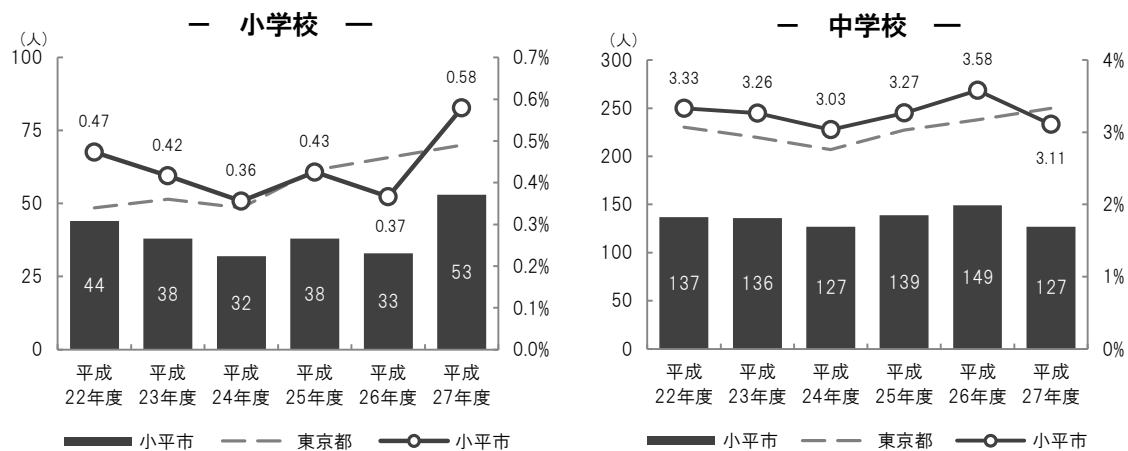 ― 小学校 ―
（人）
100
75
50
25
0
0.7%
0.6%
0.5%
0.4%
0.3%
0.2%
0.1%
0.0%
0.47
0.42
0.36
0.43
0.37
0.58
44
38
32
38
33
53
平成
22年度
平成
23年度
平成
24年度
平成
25年度
平成
26年度
平成
27年度
小平市
東京都
小平市
― 中学校 ―
（人）
300
250
200
150
100
50
0
4%
3%
2%
1%
0%
3.33
3.26
3.03
3.27
3.58
3.11
137
136
127
139
149
127
平成
22年度
平成
23年度
平成
24年度
平成
25年度
平成
26年度
平成
27年度
小平市
東京都
小平市